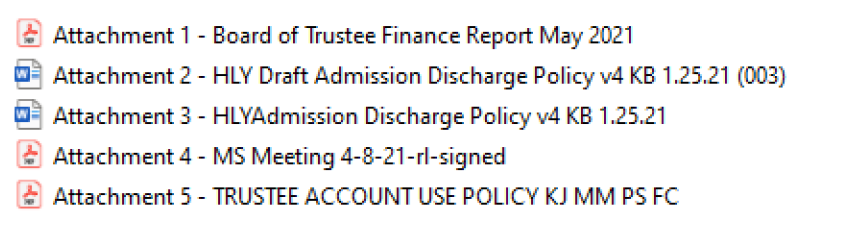 Attachment 1 - Board of Trustee Finance Report May 2021
Attachment 2 - HLY Draft Admission Discharge Policy v4 KB 1.25.21 (003)
Attachment 3 - HLYAdmission Discharge Policy v4 KB 1.25.21
Attachment 4 - MS Meeting 4-8-21-rl-signed
Attachment 5 - TRUSTEE ACCOUNT USE POLICY KJ MM PS FC